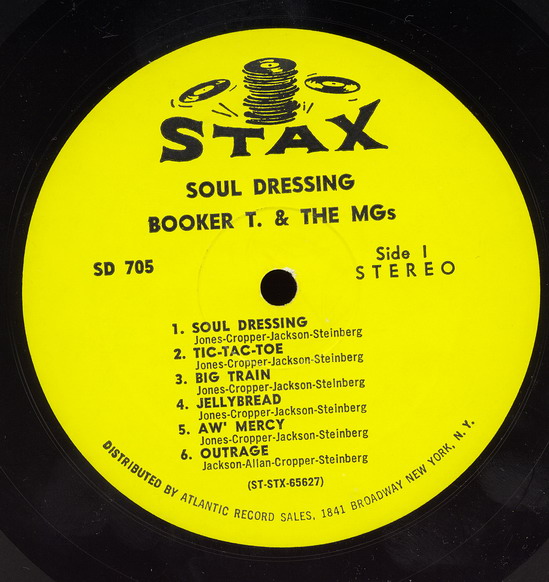 STAX
SOUL DRESSING
BOOKER T. & THE MGs
SD 705
Side 1
STEREO
1. SOUL DRESSING
Jones-Cropper-Jackson-Steinberg
2. TIC-TAC-TOE
Jones-Cropper-Jackson-Steinberg
3. BIG TRAIN
Jones-Cropper-Jackson-Steinberg
4. JELLYBREAD
Jones-Cropper-Jackson-Steinberg
5. AW' MERCY
Jones-Cropper-Jackson-Steinberg
6. OUTRAGE
Jackson-Allan-Cropper-Steinberg
(ST-STX-65627)
DISTRIBUTED BY ATLANTIC RECORD SALES, 1841 BROADWAY NEW YORK, N. Y.